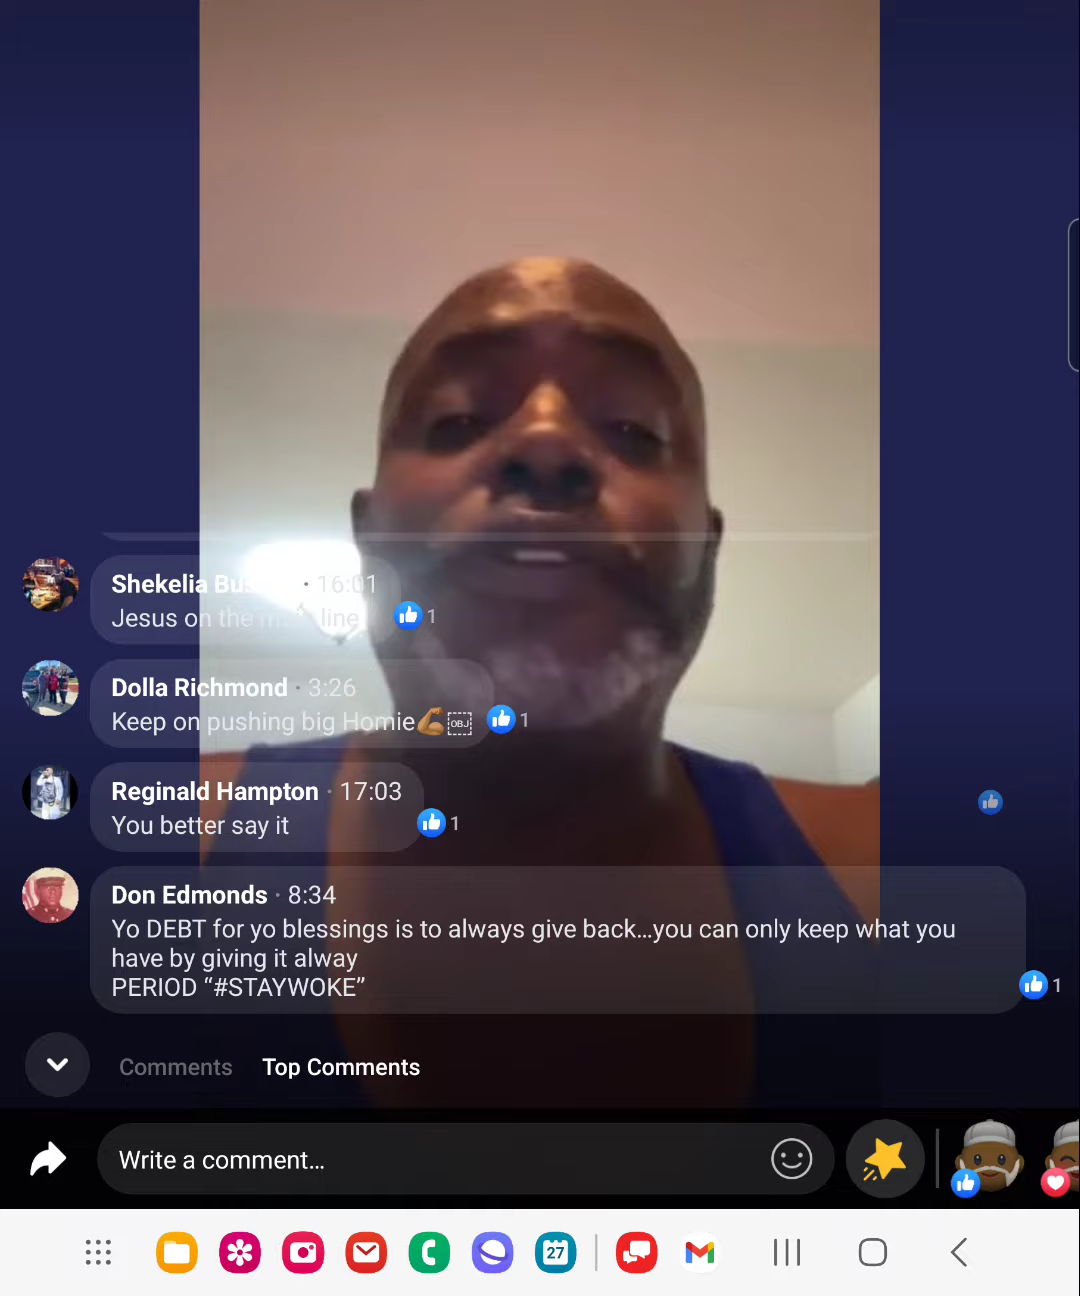 Shekelia · 16:01
Jesus on the line
1
Dolla Richmond · 3:26
Keep on pushing big Homie💪🏾￼
1
Reginald Hampton · 17:03
You better say it
1
Don Edmonds · 8:34
Yo DEBT for yo blessings is to always give back...you can only keep what you
have by giving it alway
PERIOD “#STAYWOKE”
1
Comments Top Comments
Write a comment...
27